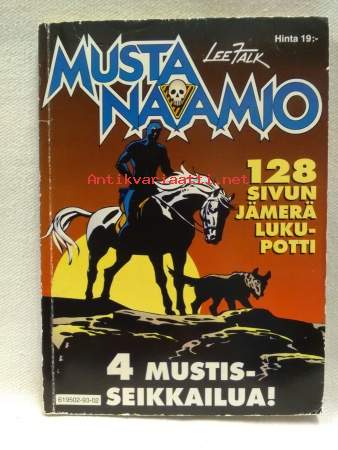 Hinta 19:-
LEE FALK
MUSTA
NAAMIO
Antikvariaatti.net
128
SIVUN
JÄMERÄ
LUKU-
POTTI
4 MUSTIS-
SEIKKAILUA!
619502-93-02